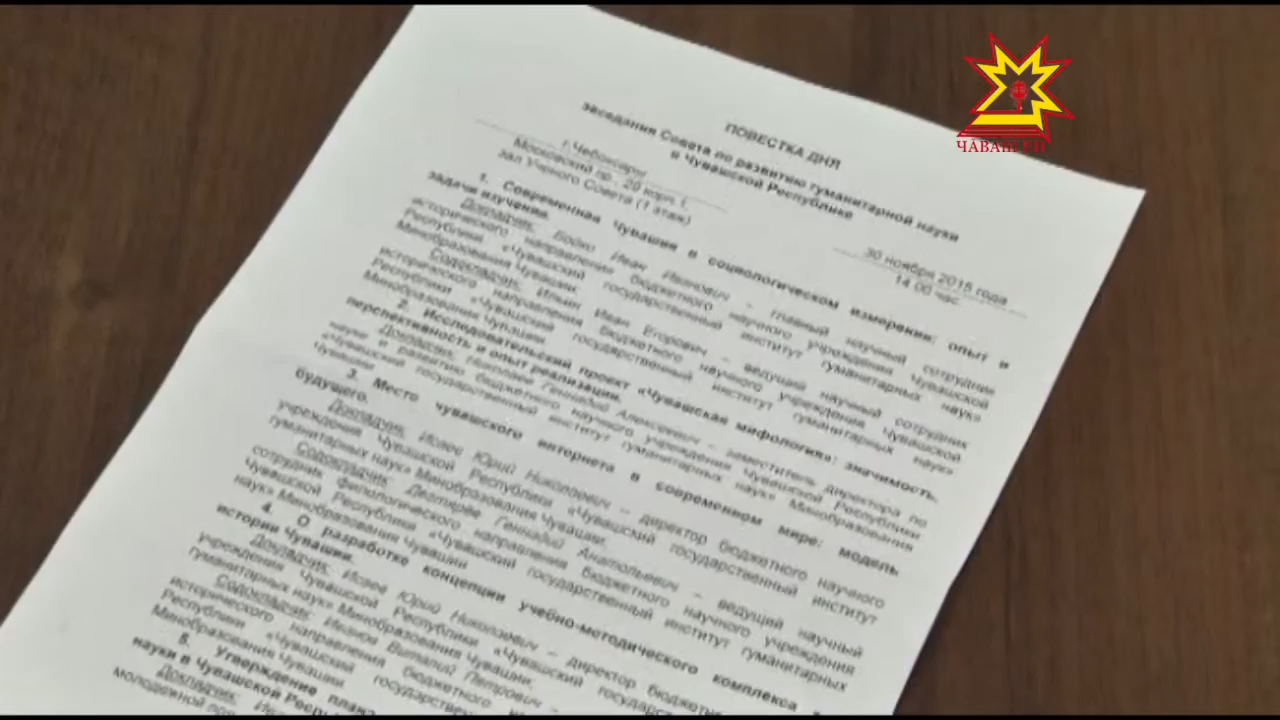 ЧӐВАШ ЕН
ПОВЕСТКА ДНЯ
заседания Совета по развитию гуманитарной науки
в Чувашской Республике
г.Чебоксары
Московский пр., 29 корп.1,
зал Ученого Совета (1 этаж)
30 ноября 2015 года
14.00 час.
1. Современная Чувашия в социологическом измерении: опыт и
задачи изучения.
Докладчик: Бойко Иван Иванович – главный научный сотрудник
исторического направления бюджетного научного учреждения Чувашской
Республики «Чувашский государственный институт гуманитарных наук»
Минобразования Чувашии
Содокладчик: Ильин Иван Егорович – ведущий научный сотрудник
исторического направления бюджетного научного учреждения Чувашской
Республики «Чувашский государственный институт гуманитарных наук»
Минобразования Чувашии
2. Исследовательский проект «Чувашская мифология»: значимость,
перспективность и опыт реализации.
Докладчик: Николаев Геннадий Алексеевич – заместитель директора по
науке и развитию бюджетного научного учреждения Чувашской Республики
«Чувашский государственный институт гуманитарных наук» Минобразования
Чувашии
3. Место чувашского интернета в современном мире: модель
будущего.
Докладчик: Исаев Юрий Николаевич – директор бюджетного научного
учреждения Чувашской Республики «Чувашский государственный институт
гуманитарных наук» Минобразования Чувашии.
Содокладчик: Дегтярёв Геннадий Анатольевич – ведущий научный
сотрудник филологического направления бюджетного научного учреждения
Чувашской Республики «Чувашский государственный институт гуманитарных
наук» Минобразования Чувашии
4. О разработке концепции учебно-методического комплекса
истории Чувашии.
Докладчик: Исаев Юрий Николаевич – директор
учреждения Чувашской Республики «Чувашский
гуманитарных наук» Минобразования Чувашии.
Содокладчик: Иванов Виталий Петрович –
исторического направления бюджетного
Республики «Чувашский
Минобразования Чувашии.
5. Утверждение
науки в Чувашской
Докладчик: